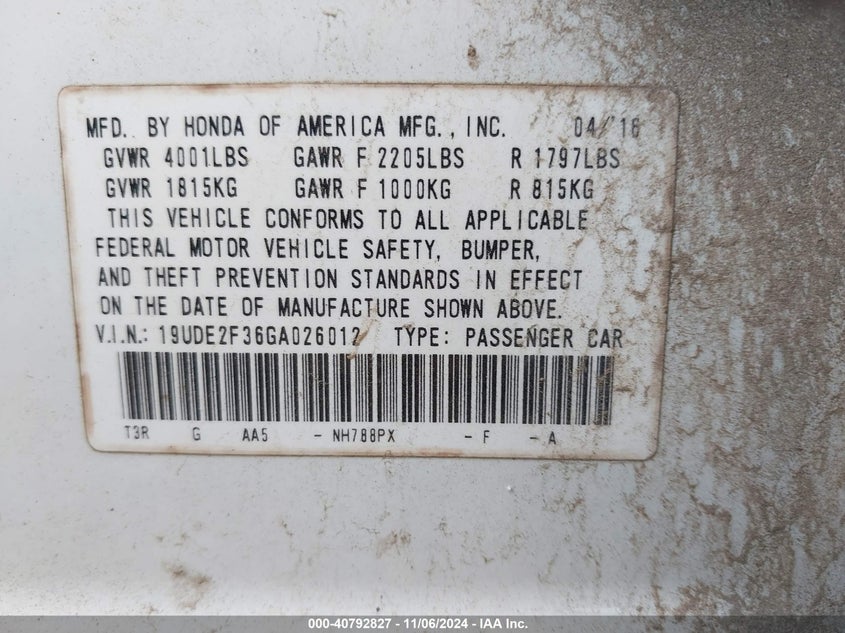 MFD. BY HONDA OF AMERICA MFG., INC. 04/'16
GVWR 4001LBS GAWR F 2205LBS R 1797LBS
GVWR 1815KG GAWR F 1000KG R 815KG
THIS VEHICLE CONFORMS TO ALL APPLICABLE
FEDERAL MOTOR VEHICLE SAFETY, BUMPER,
AND THEFT PREVENTION STANDARDS IN EFFECT
ON THE DATE OF MANUFACTURE SHOWN ABOVE.
V.I.N.: 19UDE2F36GA026012 TYPE: PASSENGER CAR
T3R G AA5 - NH788PX - F - A
000-40792827 - 11/06/2024 - IAA Inc.